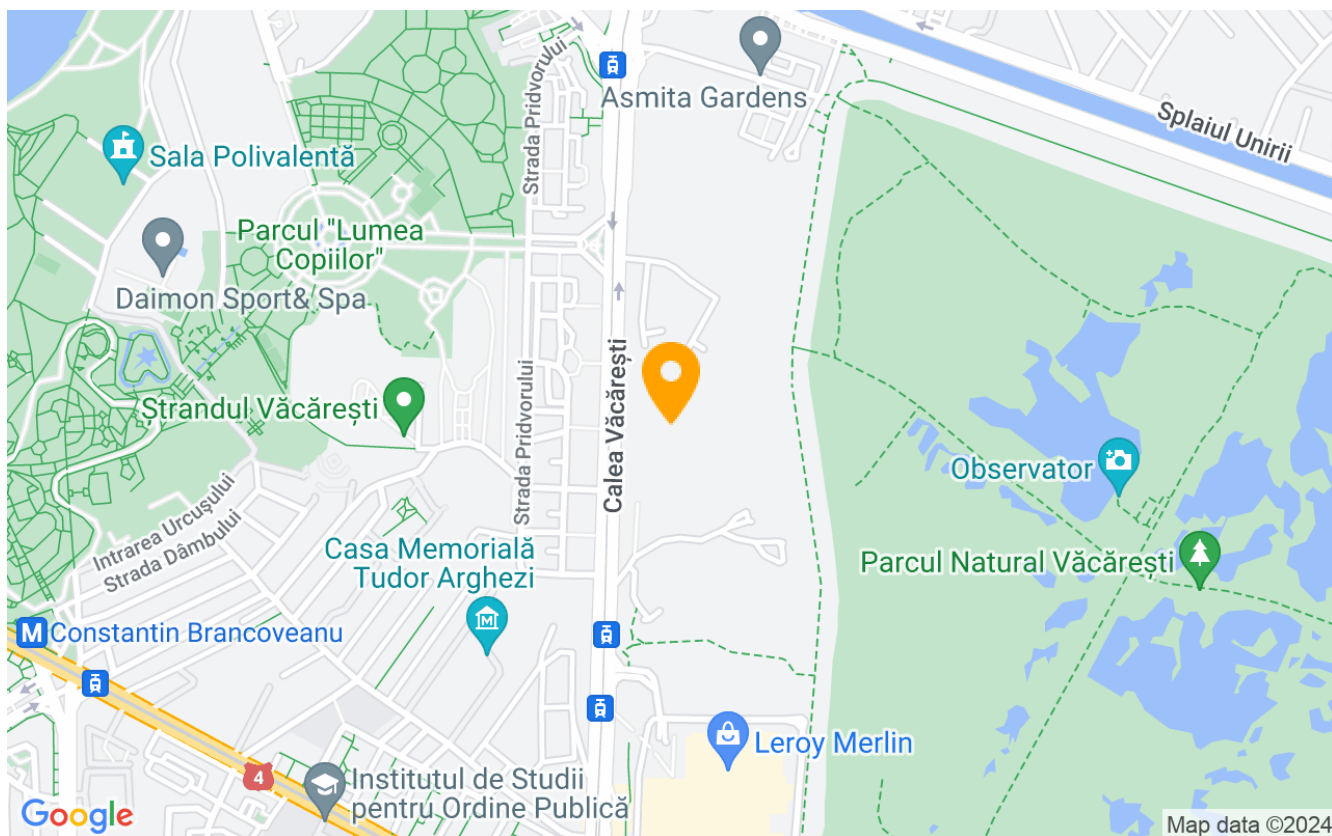 Strada Pridvorului
Asmita Gardens
Splaiul Unirii
Sala Polivalentă
Parcul "Lumea
Copiilor"
Daimon Sport& Spa
Calea Văcărești
Strada Pridvorului
Ștrandul Văcărești
Observator
Intrarea Urcușului
Strada Dâmbului
Casa Memorială
Tudor Arghezi
Parcul Natural Văcărești
M Constantin Brancoveanu
Leroy Merlin
4
Institutul de Studii
pentru Ordine Publică
Google
Map data ©2024